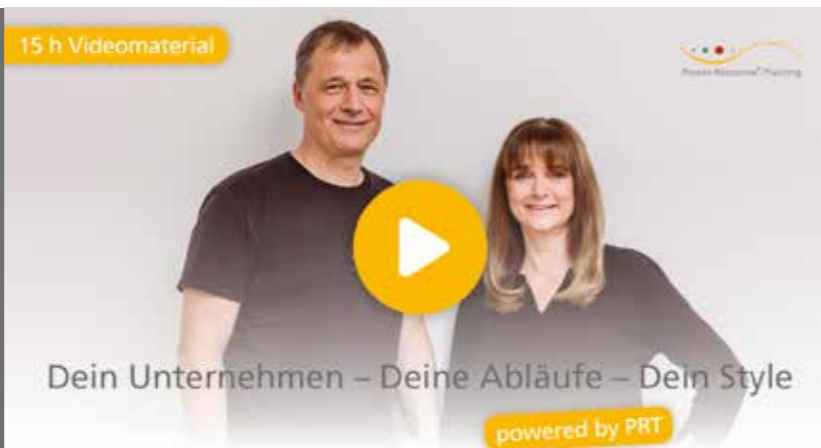 15 h Videomaterial
Dein Unternehmen – Deine Abläufe – Dein Style
powered by PRT